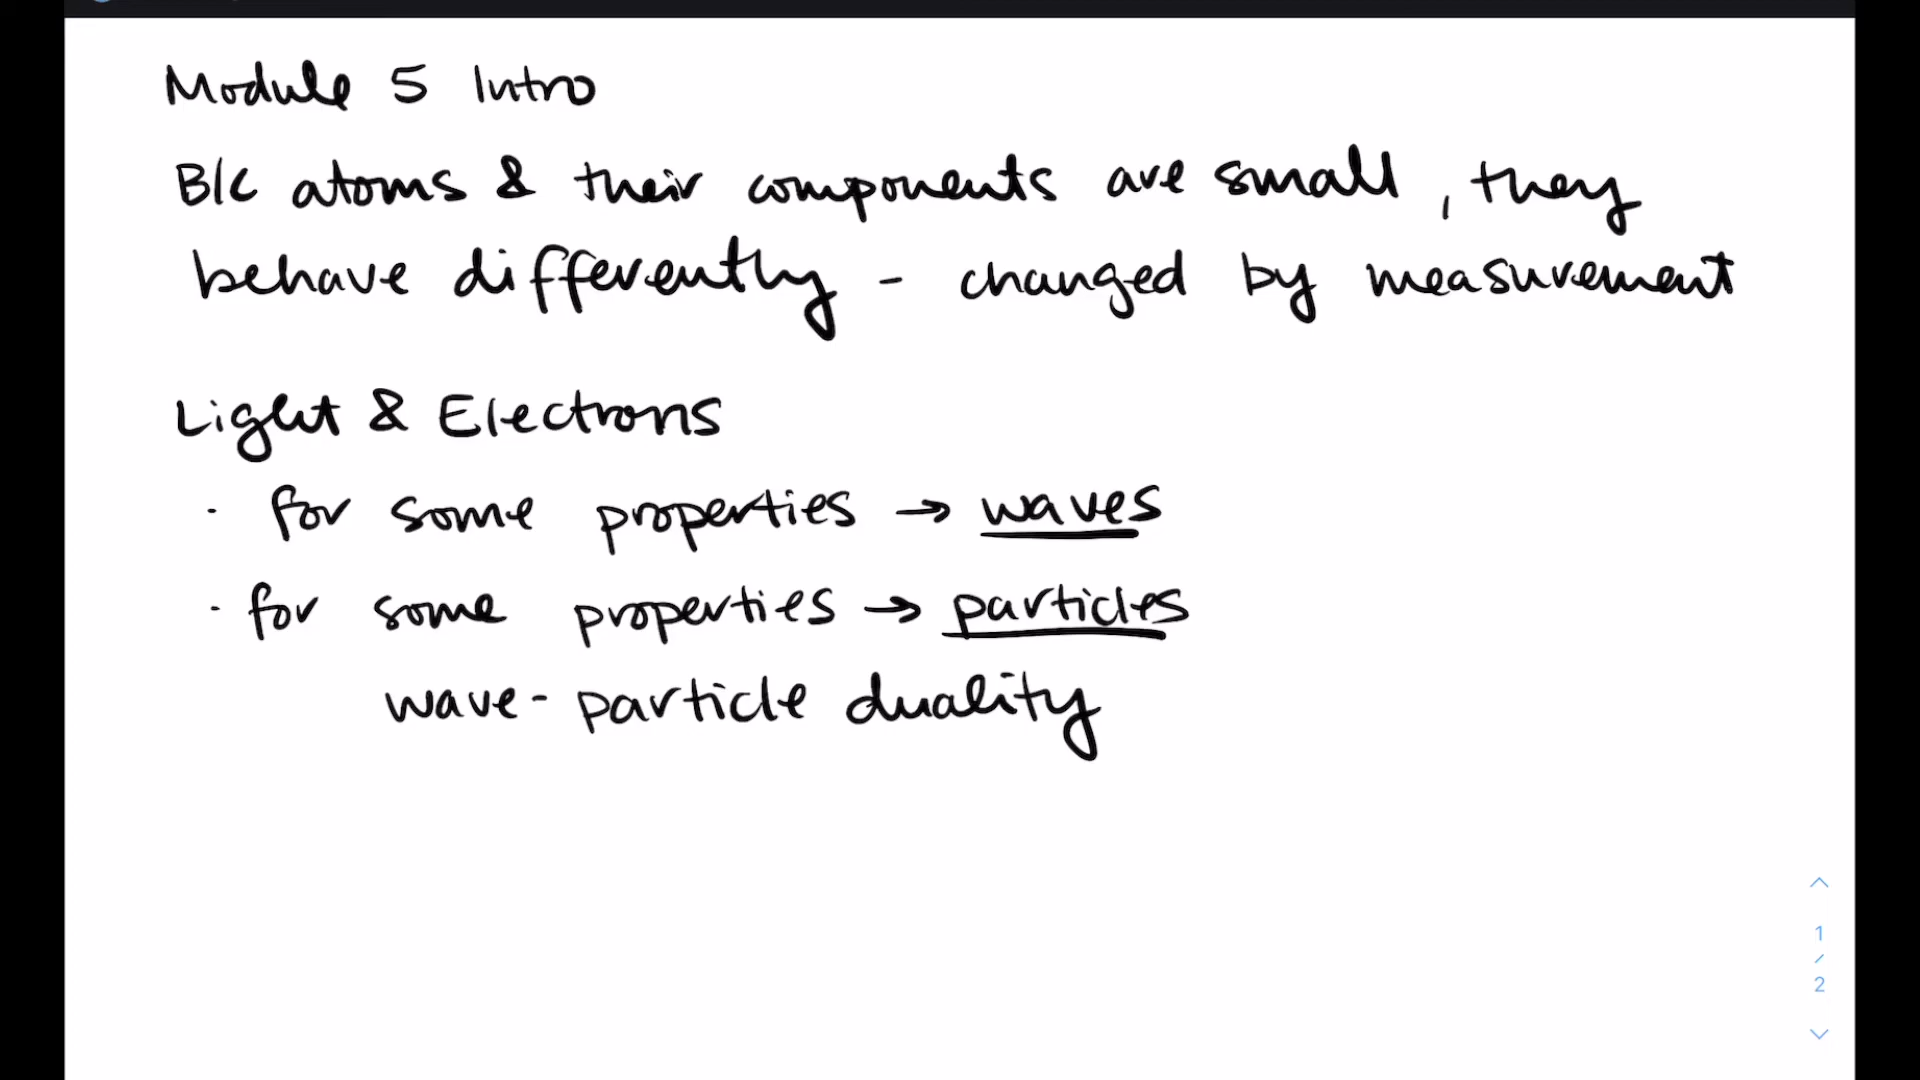 Module 5 Intro
B/c atoms & their components are small, they
behave differently - changed by measurement
Light & Electrons
· for some properties → waves
· for some properties → particles
wave-particle duality
1
/
2